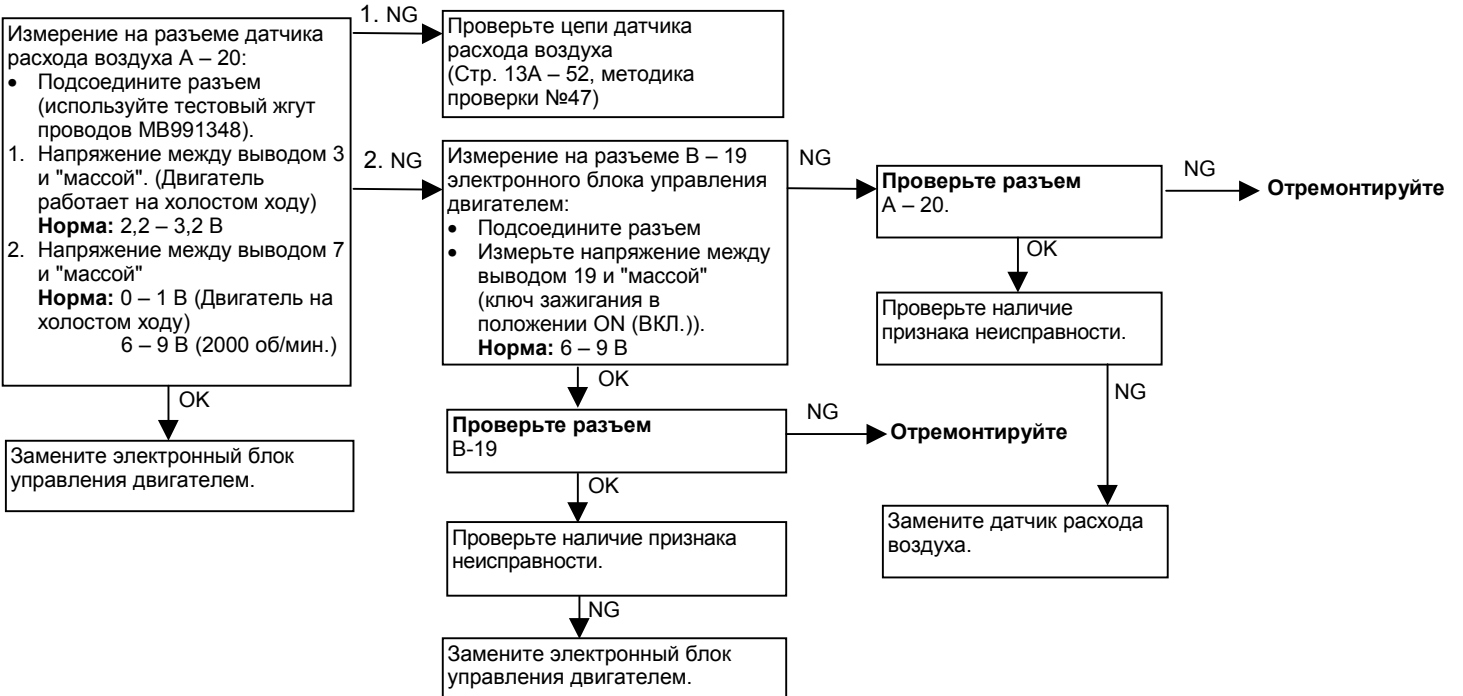 Измерение на разъеме датчика
расхода воздуха А – 20:
• Подсоедините разъем
(используйте тестовый жгут
проводов MB991348).
1. Напряжение между выводом 3
и "массой". (Двигатель
работает на холостом ходу)
Норма: 2,2 – 3,2 В
2. Напряжение между выводом 7
и "массой"
Норма: 0 – 1 В (Двигатель на
холостом ходу)
6 – 9 В (2000 об/мин.)
OK
Замените электронный блок
управления двигателем.
1. NG
Проверьте цепи датчика
расхода воздуха
(Стр. 13А – 52, методика
проверки №47)
2. NG
Измерение на разъеме В – 19
электронного блока управления
двигателем:
• Подсоедините разъем
• Измерьте напряжение между
выводом 19 и "массой"
(ключ зажигания в
положении ON (ВКЛ.)).
Норма: 6 – 9 В
OK
Проверьте разъем
В-19
NG
Отремонтируйте
OK
Проверьте наличие признака
неисправности.
NG
Замените электронный блок
управления двигателем.
NG
Проверьте разъем
А – 20.
NG
Отремонтируйте
OK
Проверьте наличие
признака неисправности.
NG
Замените датчик расхода
воздуха.